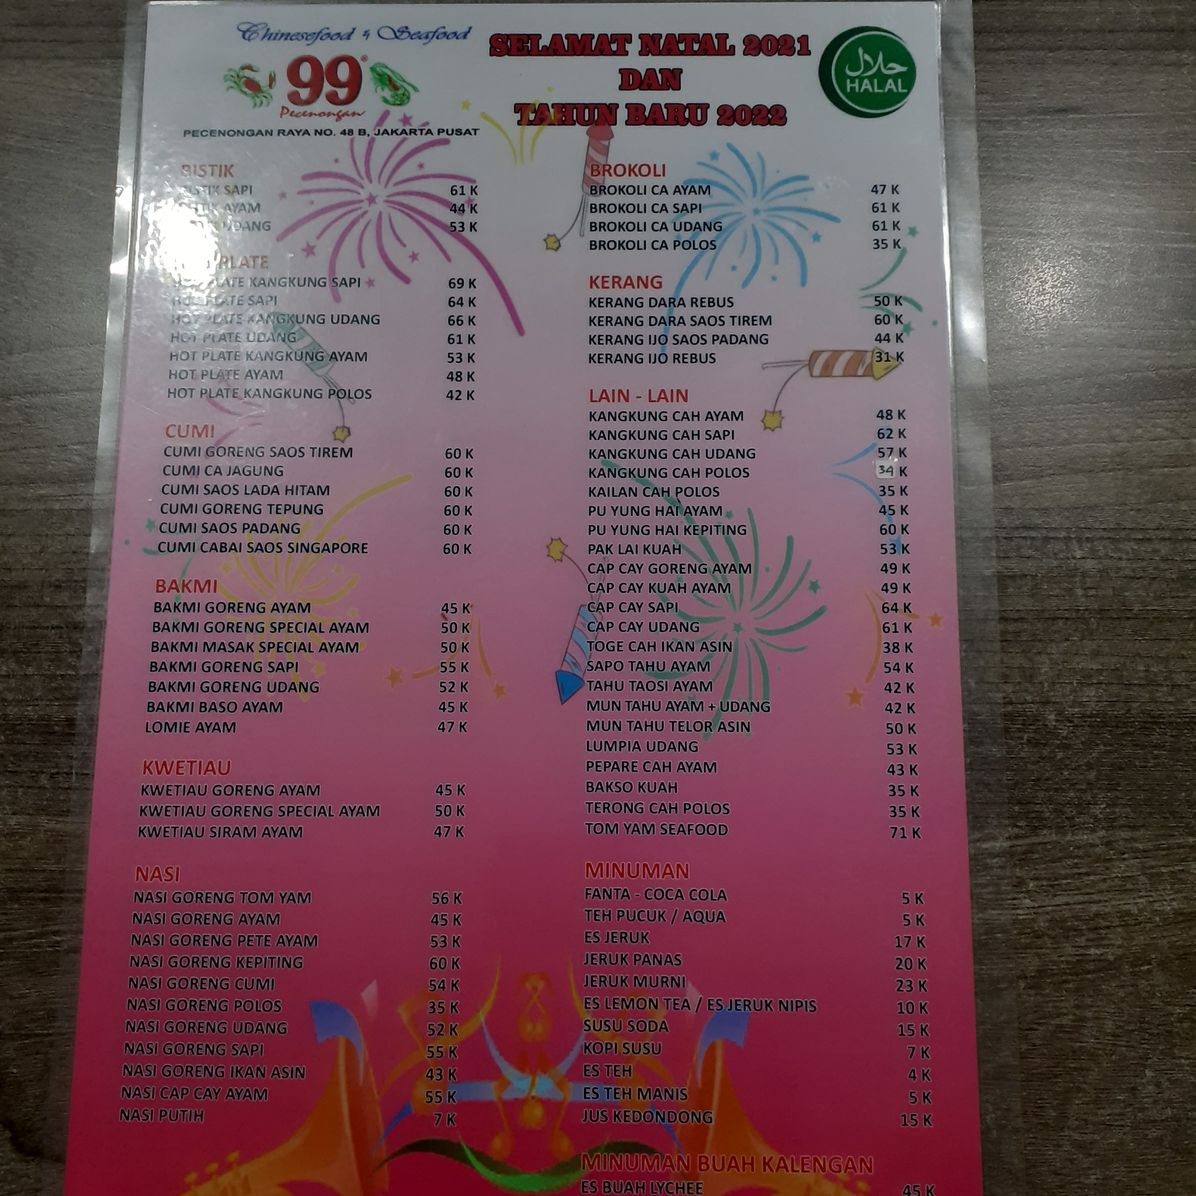 Chinesefood & Seafood
99
Pecenongan
PECENONGAN RAYA NO. 48 B, JAKARTA PUSAT
SELAMAT NATAL 2021
DAN
TAHUN BARU 2022
حلال
HALAL
BISTIK
BISTIK SAPI 61 K
AYAM 44 K
UDANG 53 K
PLATE
HOT PLATE KANGKUNG SAPI 69 K
HOT PLATE SAPI 64 K
HOT PLATE KANGKUNG UDANG 66 K
HOT PLATE UDANG 61 K
HOT PLATE KANGKUNG AYAM 53 K
HOT PLATE AYAM 48 K
HOT PLATE KANGKUNG POLOS 42 K
CUMI
CUMI GORENG SAOS TIREM 60 K
CUMI CA JAGUNG 60 K
CUMI SAOS LADA HITAM 60 K
CUMI GORENG TEPUNG 60 K
CUMI SAOS PADANG 60 K
CUMI CABAI SAOS SINGAPORE 60 K
BAKMI
BAKMI GORENG AYAM 45 K
BAKMI GORENG SPECIAL AYAM 50 K
BAKMI MASAK SPECIAL AYAM 50 K
BAKMI GORENG SAPI 55 K
BAKMI GORENG UDANG 52 K
BAKMI BASO AYAM 45 K
LOMIE AYAM 47 K
KWETIAU
KWETIAU GORENG AYAM 45 K
KWETIAU GORENG SPECIAL AYAM 50 K
KWETIAU SIRAM AYAM 47 K
NASI
NASI GORENG TOM YAM 56 K
NASI GORENG AYAM 45 K
NASI GORENG PETE AYAM 53 K
NASI GORENG KEPITING 60 K
NASI GORENG CUMI 54 K
NASI GORENG POLOS 35 K
NASI GORENG UDANG 52 K
NASI GORENG SAPI 55 K
NASI GORENG IKAN ASIN 43 K
NASI CAP CAY AYAM 55 K
NASI PUTIH 7 K
BROKOLI
BROKOLI CA AYAM 47 K
BROKOLI CA SAPI 61 K
BROKOLI CA UDANG 61 K
BROKOLI CA POLOS 35 K
KERANG
KERANG DARA REBUS 50 K
KERANG DARA SAOS TIREM 60 K
KERANG IJO SAOS PADANG 44 K
KERANG IJO REBUS 31 K
LAIN - LAIN
KANGKUNG CAH AYAM 48 K
KANGKUNG CAH SAPI 62 K
KANGKUNG CAH UDANG 57 K
KANGKUNG CAH POLOS 34 K
KAILAN CAH POLOS 35 K
PU YUNG HAI AYAM 45 K
PU YUNG HAI KEPITING 60 K
PAK LAI KUAH 53 K
CAP CAY GORENG AYAM 49 K
CAP CAY KUAH AYAM 49 K
CAP CAY SAPI 64 K
CAP CAY UDANG 61 K
TOGE CAH IKAN ASIN 38 K
SAPO TAHU AYAM 54 K
TAHU TAOSI AYAM 42 K
MUN TAHU AYAM + UDANG 42 K
MUN TAHU TELOR ASIN 50 K
LUMPIA UDANG 53 K
PEPARE CAH AYAM 43 K
BAKSO KUAH 35 K
TERONG CAH POLOS 35 K
TOM YAM SEAFOOD 71 K
MINUMAN
FANTA - COCA COLA 5 K
TEH PUCUK / AQUA 5 K
ES JERUK 17 K
JERUK PANAS 20 K
JERUK MURNI 23 K
ES LEMON TEA / ES JERUK NIPIS 10 K
SUSU SODA 15 K
KOPI SUSU 7 K
ES TEH 4 K
ES TEH MANIS 5 K
JUS KEDONDONG 15 K
MINUMAN BUAH KALENGAN
ES BUAH LYCHEE 45 K